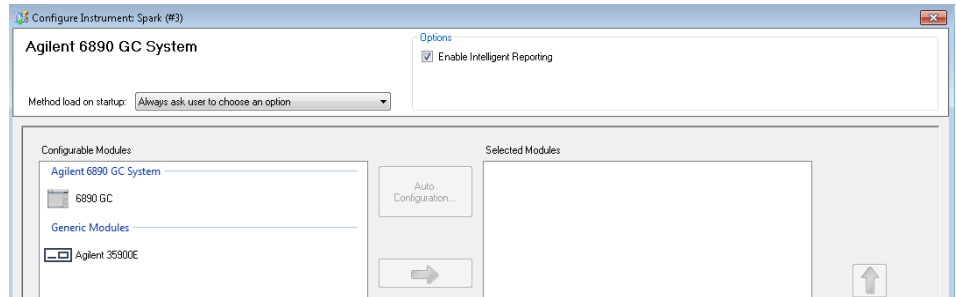 Configure Instrument: Spark (#3)
Agilent 6890 GC System
Options
Enable Intelligent Reporting
Method load on startup: Always ask user to choose an option
Configurable Modules
Selected Modules
Agilent 6890 GC System
6890 GC
Auto
Configuration...
Generic Modules
Agilent 35900E